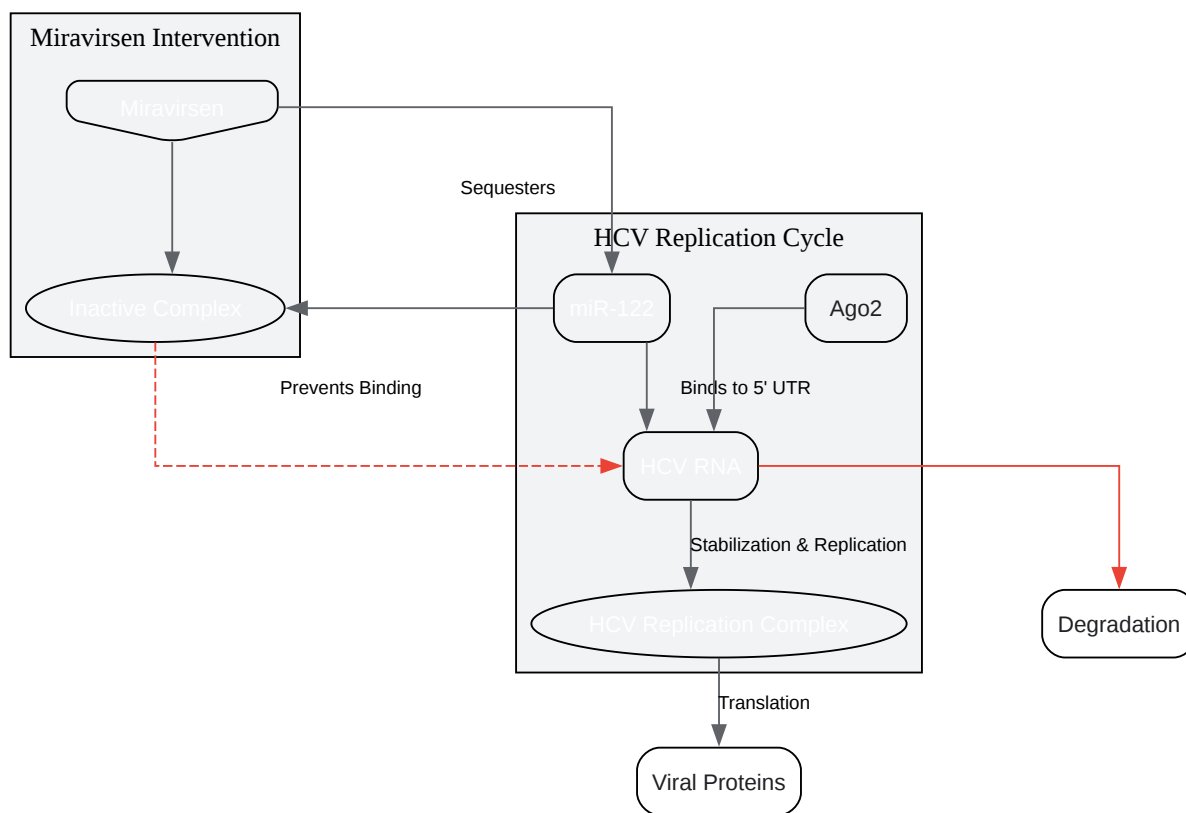 Miravirsen Intervention
Miravirsen
Sequesters
HCV Replication Cycle
Inactive Complex
miR-122
Ago2
Prevents Binding
Binds to 5' UTR
HCV RNA
Stabilization & Replication
HCV Replication Complex
Degradation
Translation
Viral Proteins